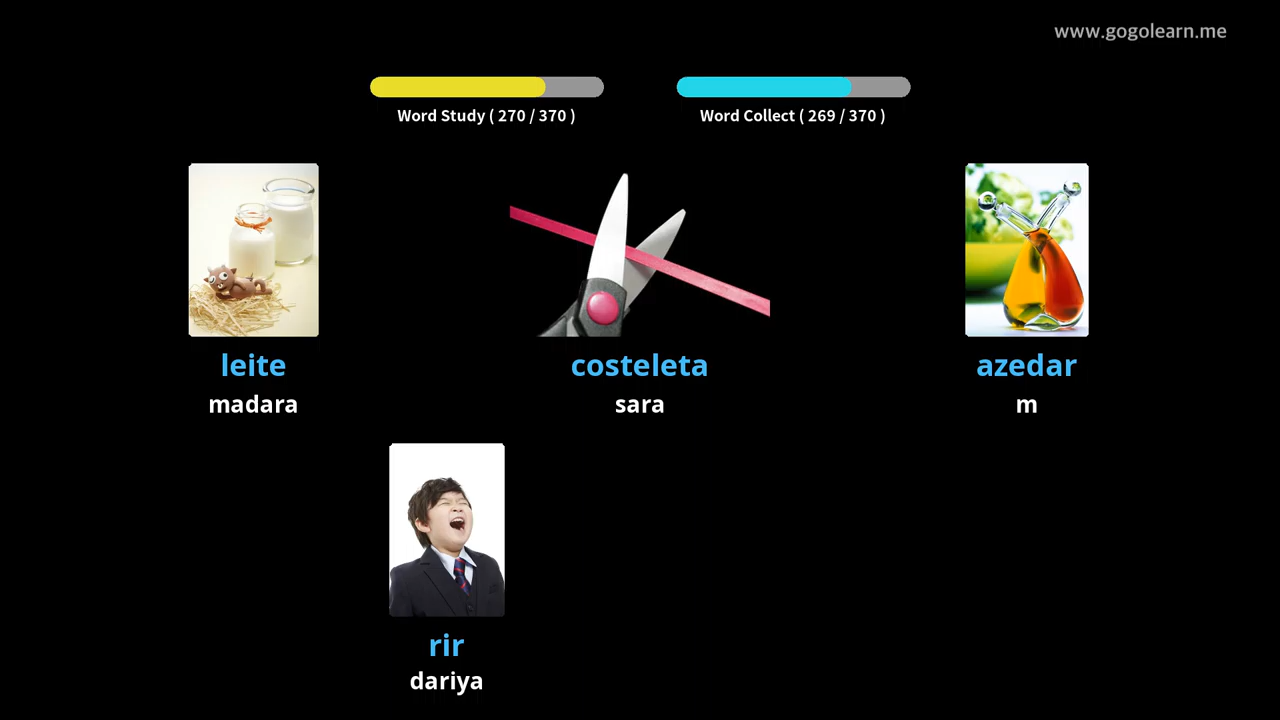 www.gogolearn.me
Word Study ( 270 / 370 )
Word Collect ( 269 / 370 )
leite
madara
costeleta
sara
azedar
m
rir
dariya